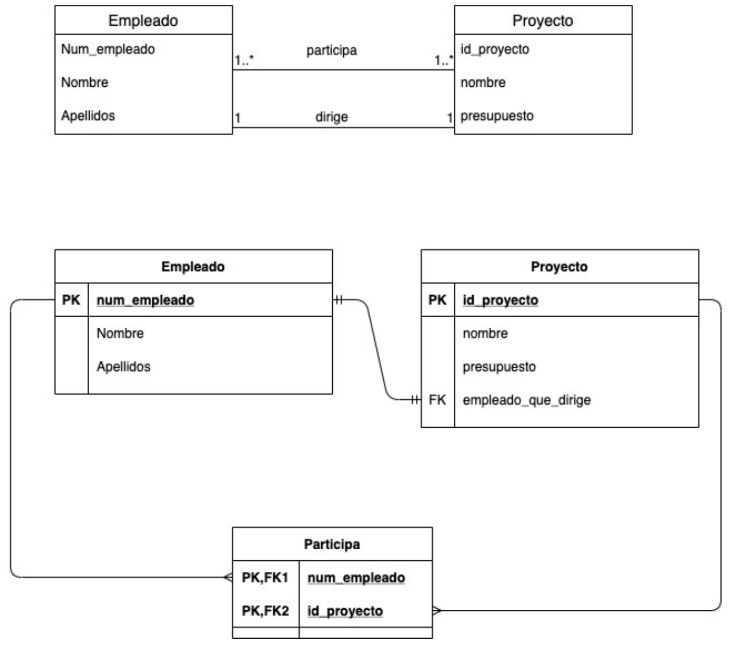 Empleado
Num_empleado
Nombre
Apellidos
1..*
participa
1..*
1
dirige
1
Proyecto
id_proyecto
nombre
presupuesto
Empleado
PK num_empleado
Nombre
Apellidos
Proyecto
PK id_proyecto
nombre
presupuesto
FK empleado_que_dirige
Participa
PK,FK1 num_empleado
PK,FK2 id_proyecto